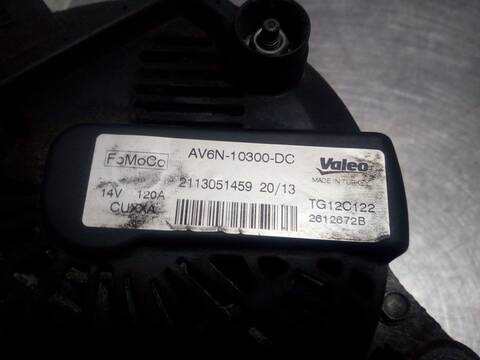 FoMoCo AV6N-10300-DC Valeo
MADE IN TURKEY
14V 120A 2113051459 20/13 TG12C122
CUXXA 2612672B